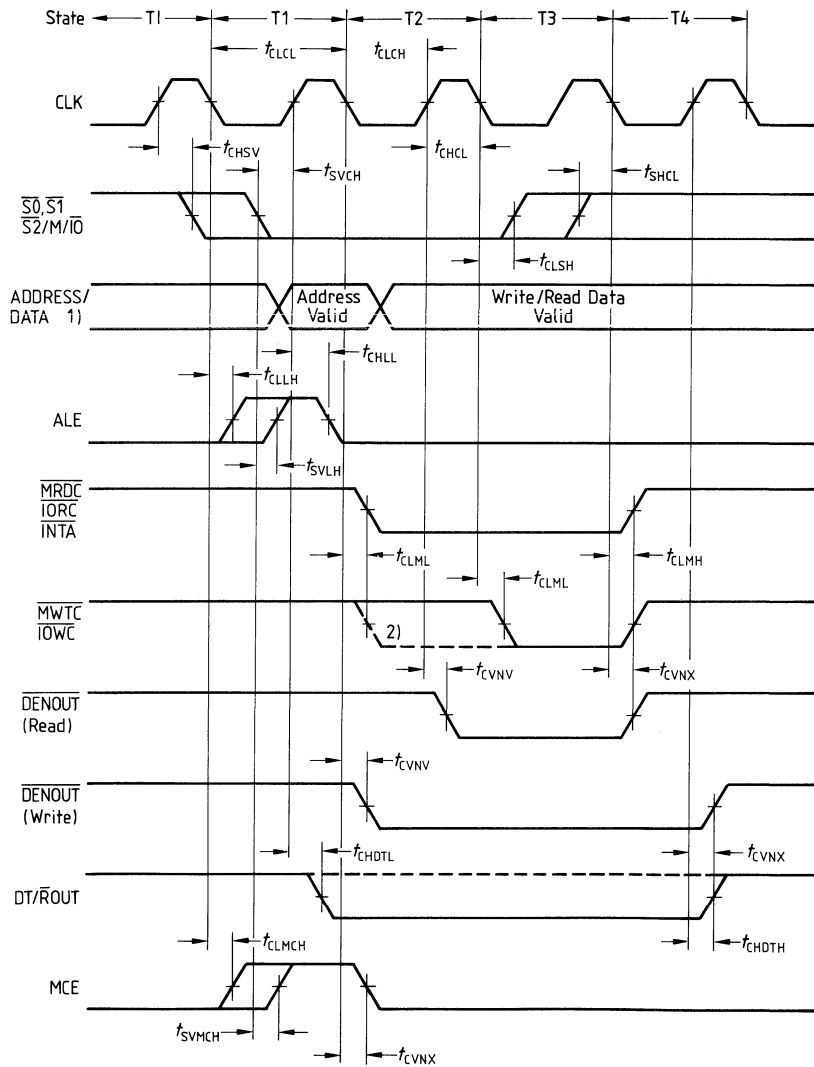 State TI T1 T2 T3 T4
tCLCL tCLCH
CLK
tCHSV tSVCH tCHCL tSHCL
S0,S1
S2/M/IO
tCLSH
ADDRESS/ Address Write/Read Data
DATA 1) Valid Valid
tCHLL
tCLLH
ALE
tSVLH
MRDC
IORC
INTA
tCLML tCLML tCLMH
MWTC
IOWC 2)
tCVNV tCVNX
DENOUT
(Read)
tCVNV
DENOUT
(Write)
tCHDTL tCVNX
DT/ROUT
tCLMCH tCHDTH
MCE
tSVMCH
tCVNX